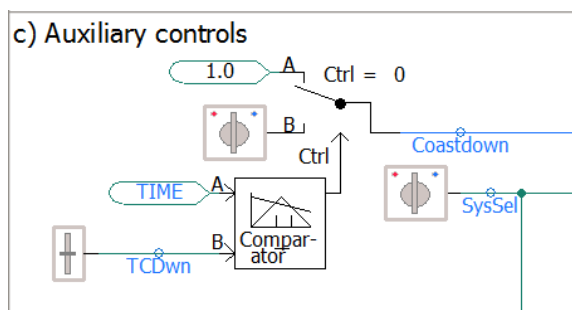 c) Auxiliary controls
1.0
A
Ctrl = 0
B
Ctrl
Coastdown
TIME
A
SysSel
B
Compar-
ator
TCDwn